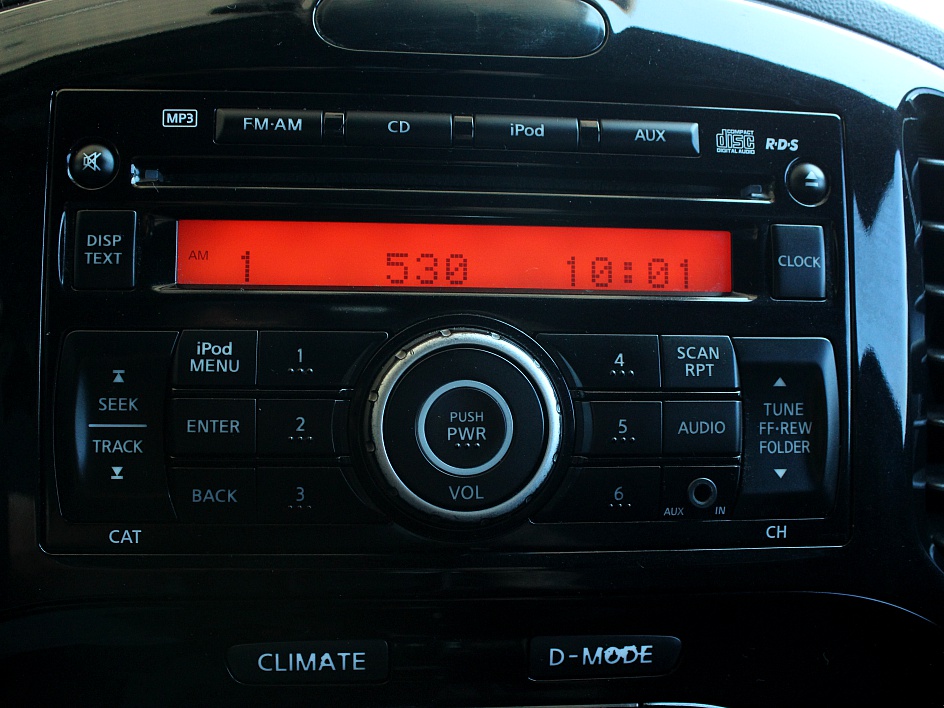 MP3
FM·AM
CD
iPod
AUX
COMPACT
disc
DIGITAL AUDIO
R·D·S
DISP
TEXT
AM 1 530 10:01
CLOCK
SEEK
TRACK
CAT
iPod
MENU
ENTER
BACK
1
2
3
PUSH
PWR
VOL
4
5
6
SCAN
RPT
AUDIO
AUX IN
TUNE
FF·REW
FOLDER
CH
CLIMATE
D-MODE